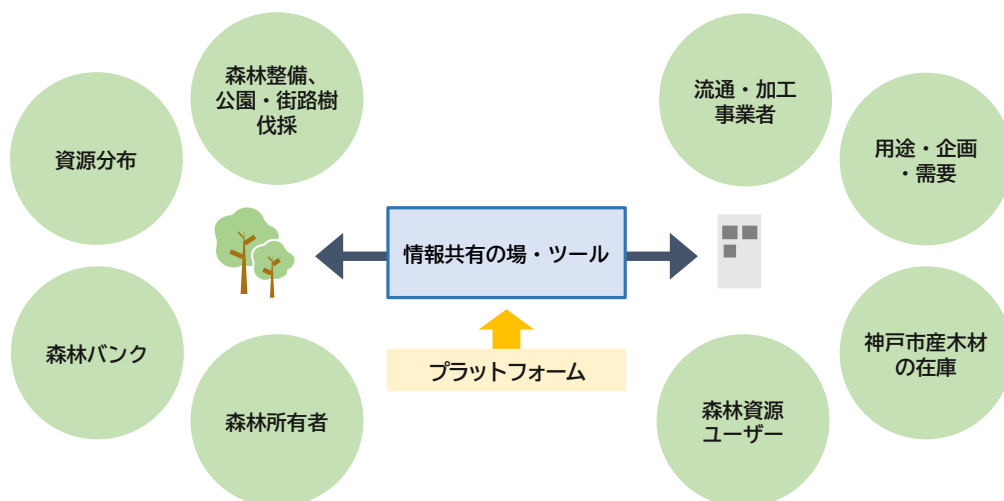 森林整備、
公園・街路樹
伐採
資源分布
森林バンク
森林所有者
情報共有の場・ツール
プラットフォーム
流通・加工
事業者
用途・企画
・需要
神戸市産木材
の在庫
森林資源
ユーザー